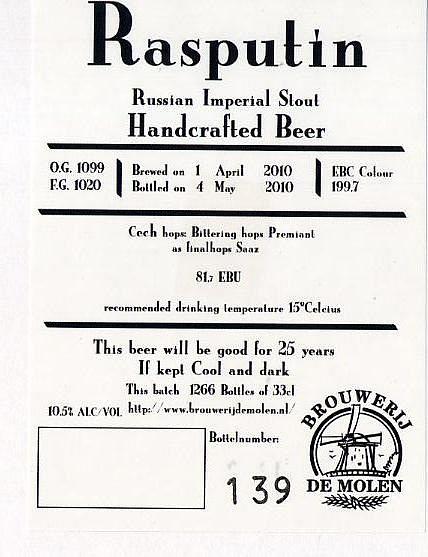 Rasputin
Russian Imperial Stout
Handcrafted Beer
O.G. 1099
F.G. 1020
Brewed on 1 April 2010
Bottled on 4 May 2010
EBC Colour
199.7
Cech hops: Bittering hops Premiant
as finalhops Saaz
81.7 EBU
recommended drinking temperature 15°Celcius
This beer will be good for 25 years
If kept Cool and dark
This batch 1266 Bottles of 33cl
10.5% ALC/VOL http://www.brouwerijdemolen.nl/
Bottelnumber:
139
BROUWERIJ
DE MOLEN